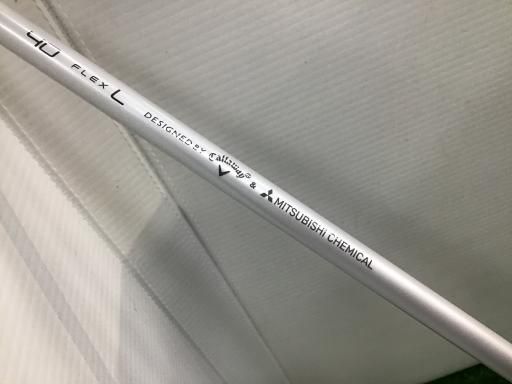 40 FLEX L DESIGNED BY Callaway & MITSUBISHI CHEMICAL